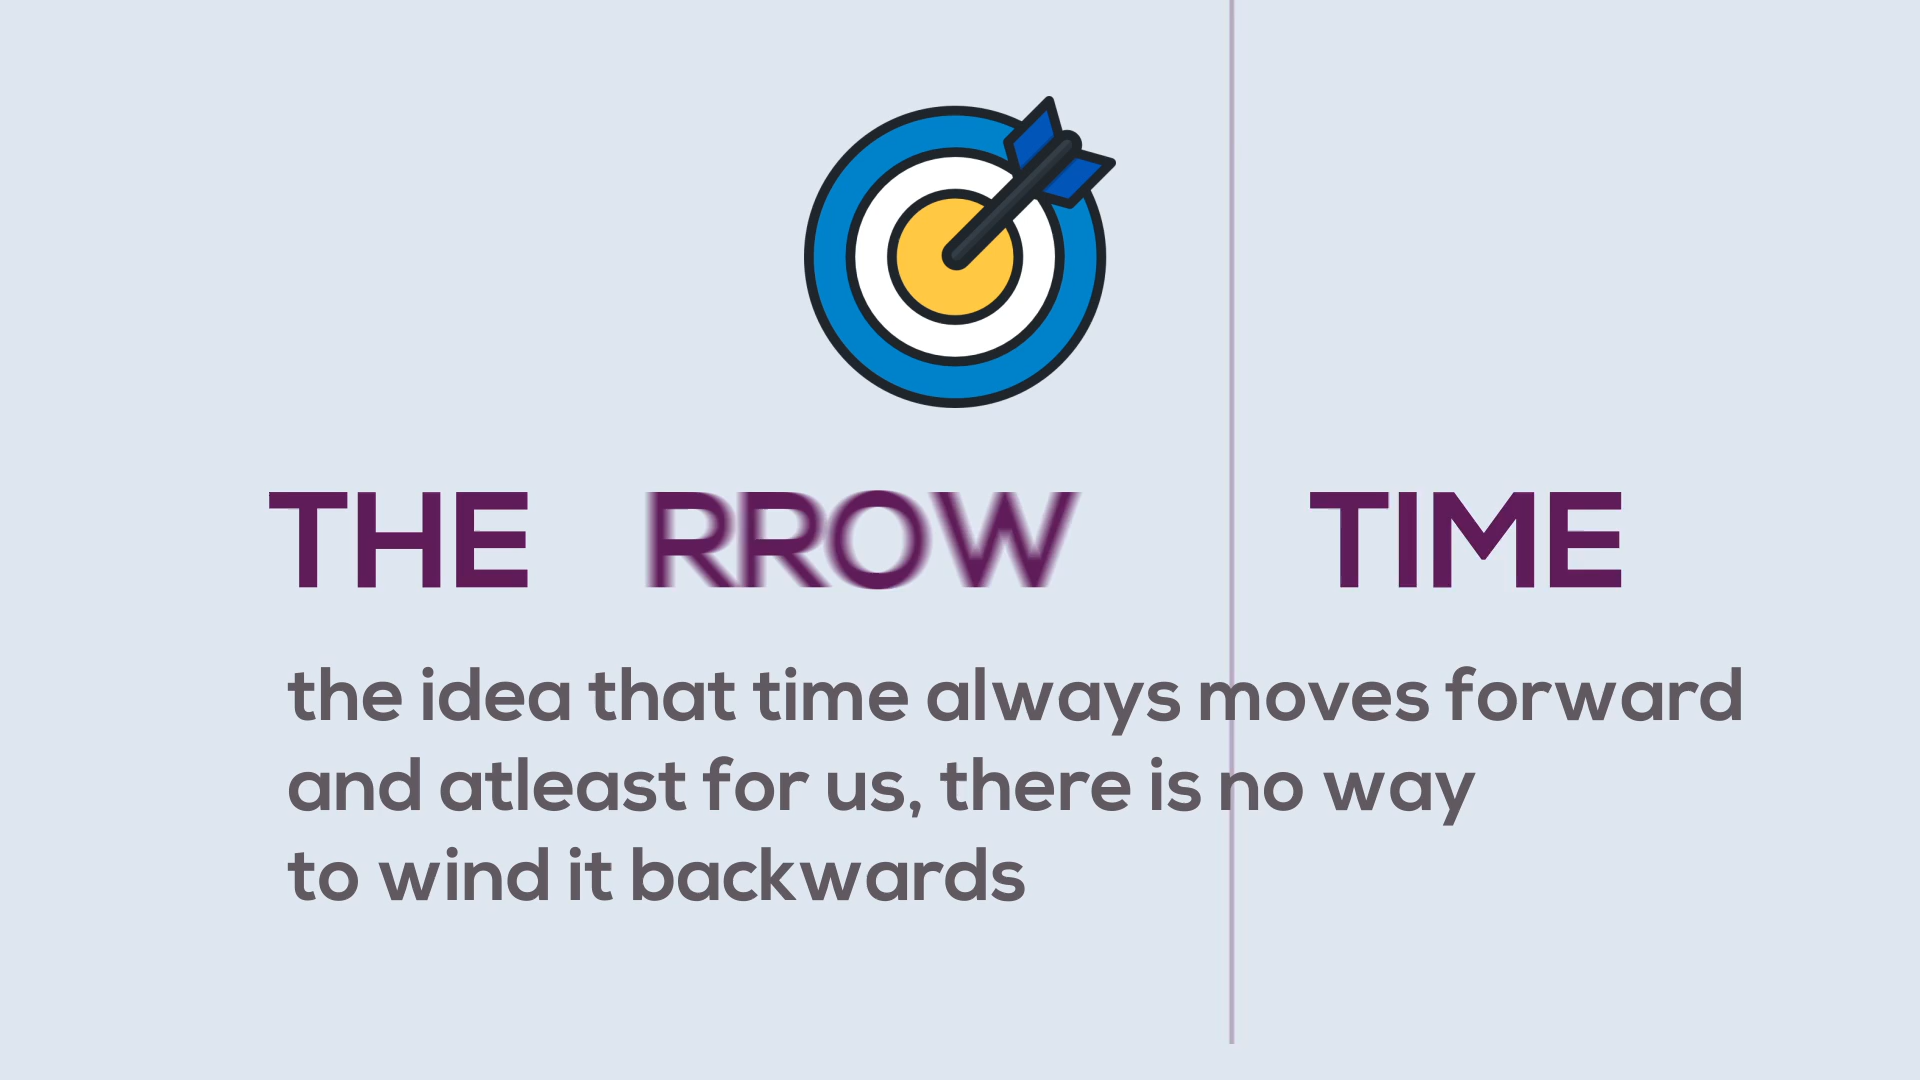 THE RROW TIME
the idea that time always moves forward
and atleast for us, there is no way
to wind it backwards